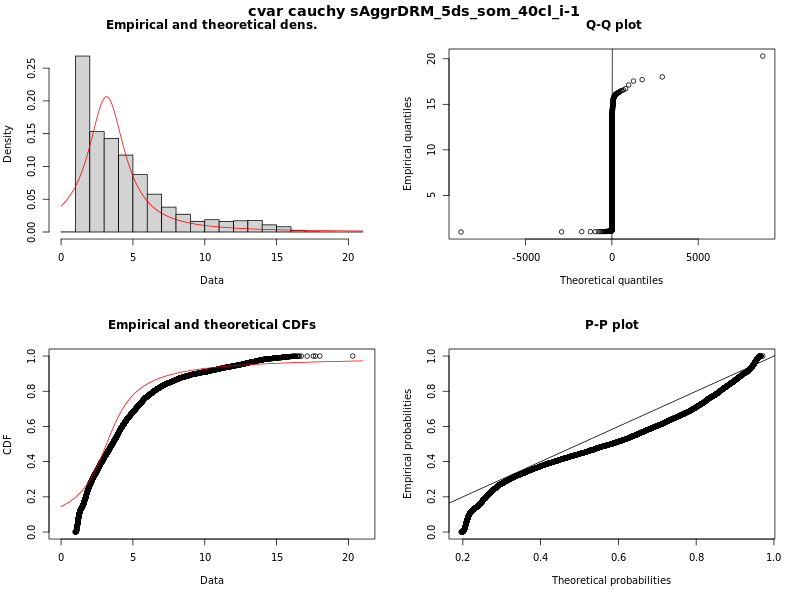 cvar cauchy sAggrDRM_5ds_som_40cl_i-1
Empirical and theoretical dens.
Density
0.00 0.05 0.10 0.15 0.20 0.25
0 5 10 15 20
Data
Q-Q plot
Empirical quantiles
5 10 15 20
-5000 0 5000
Theoretical quantiles
Empirical and theoretical CDFs
CDF
0.0 0.2 0.4 0.6 0.8 1.0
0 5 10 15 20
Data
P-P plot
Empirical probabilities
0.0 0.2 0.4 0.6 0.8 1.0
0.2 0.4 0.6 0.8 1.0
Theoretical probabilities